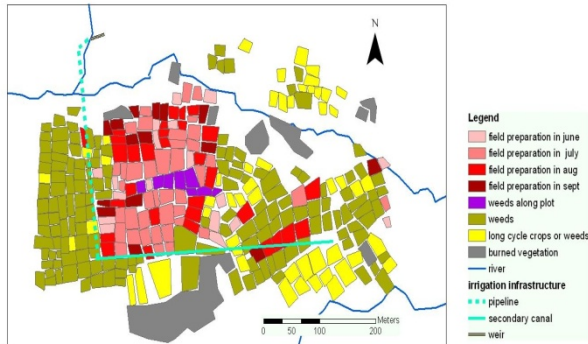 N
Legend
field preparation in june
field preparation in july
field preparation in aug
field preparation in sept
weeds along plot
weeds
long cycle crops or weeds
burned vegetation
river
irrigation infrastructure
pipeline
secondary canal
weir
Meters
0 50 100 200